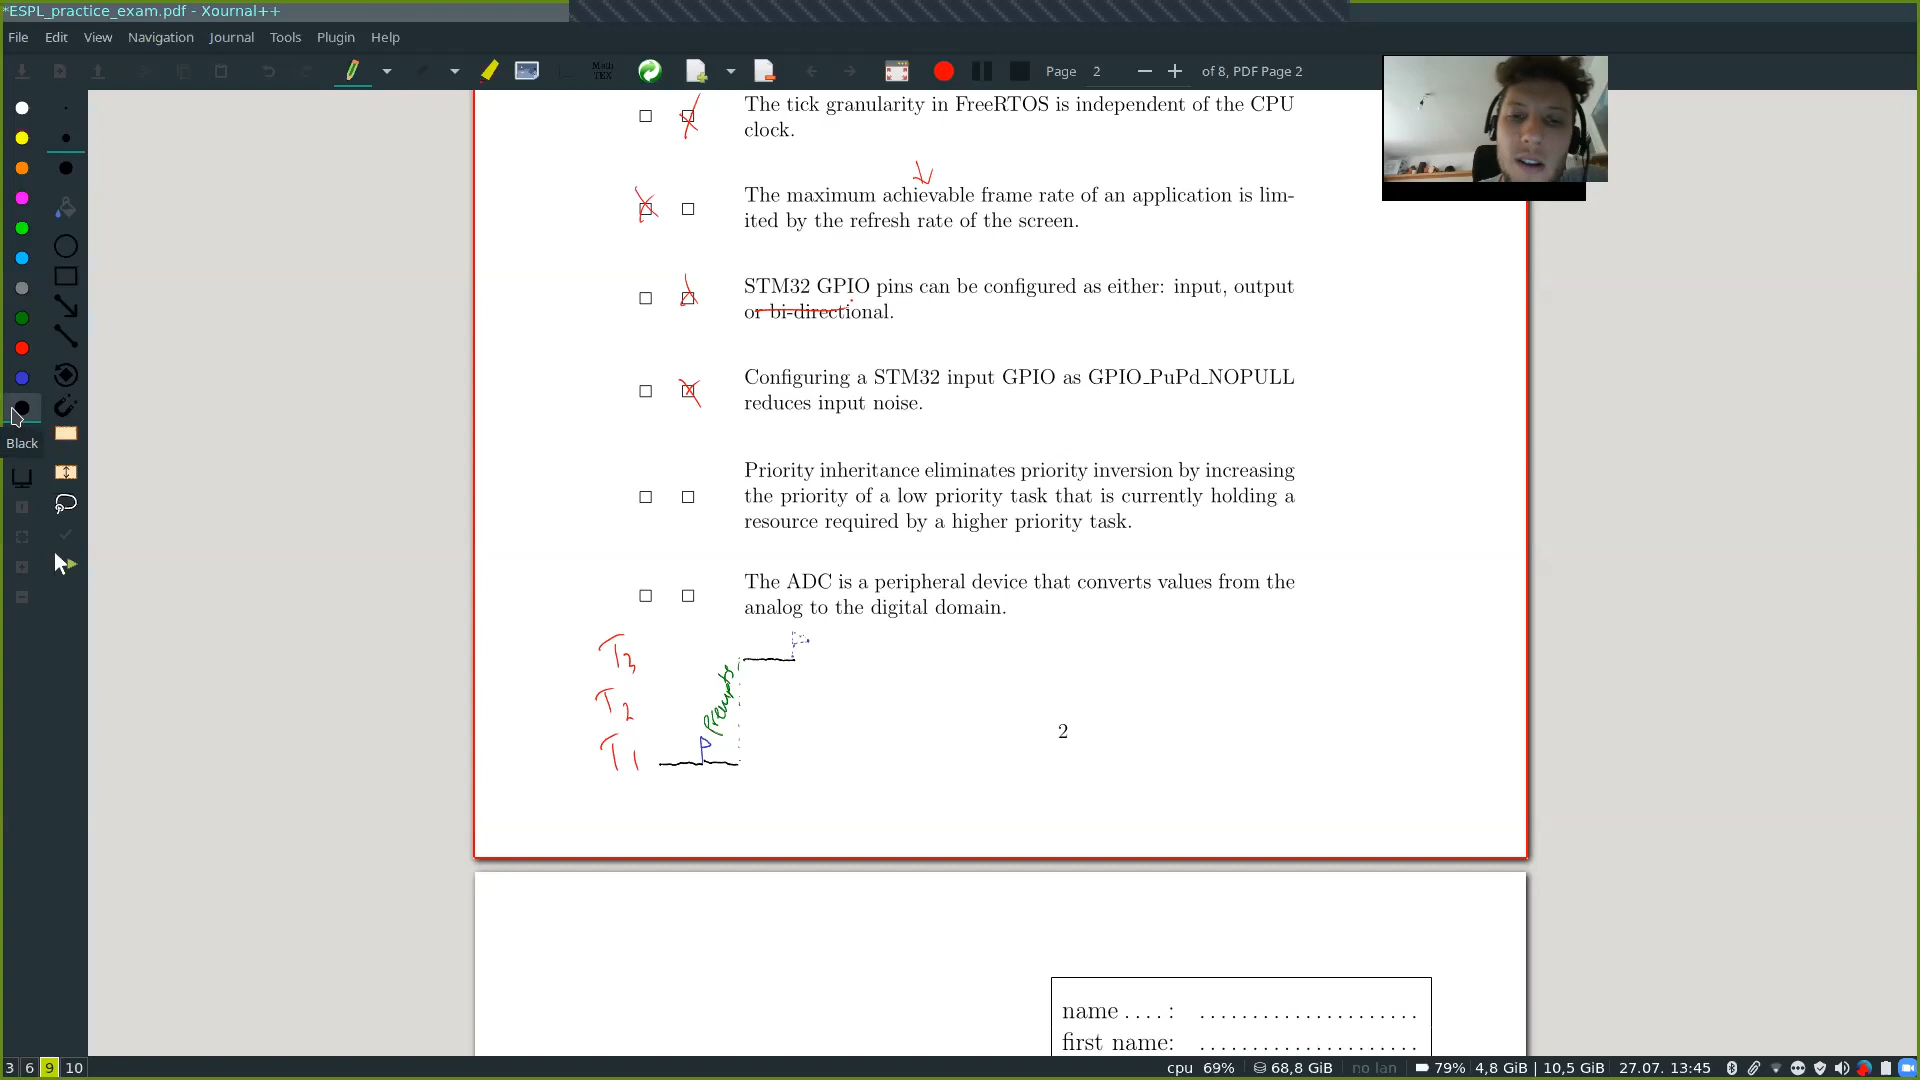 *ESPL_practice_exam.pdf - Xournal++
File Edit View Navigation Journal Tools Plugin Help
Math TEX
Page 2 of 8, PDF Page 2
The tick granularity in FreeRTOS is independent of the CPU
clock.
The maximum achievable frame rate of an application is lim-
ited by the refresh rate of the screen.
STM32 GPIO pins can be configured as either: input, output
or bi-directional.
Configuring a STM32 input GPIO as GPIO_PuPd_NOPULL
reduces input noise.
Black
Priority inheritance eliminates priority inversion by increasing
the priority of a low priority task that is currently holding a
resource required by a higher priority task.
The ADC is a peripheral device that converts values from the
analog to the digital domain.
T3
T2
T1
P
Preempts
P
2
name . . . . : . . . . . . . . . . . . . . . . . . . . .
first name: . . . . . . . . . . . . . . . . . . . . .
3 6 9 10
cpu 69% 68,8 GiB no lan 79% 4,8 GiB | 10,5 GiB 27.07. 13:45